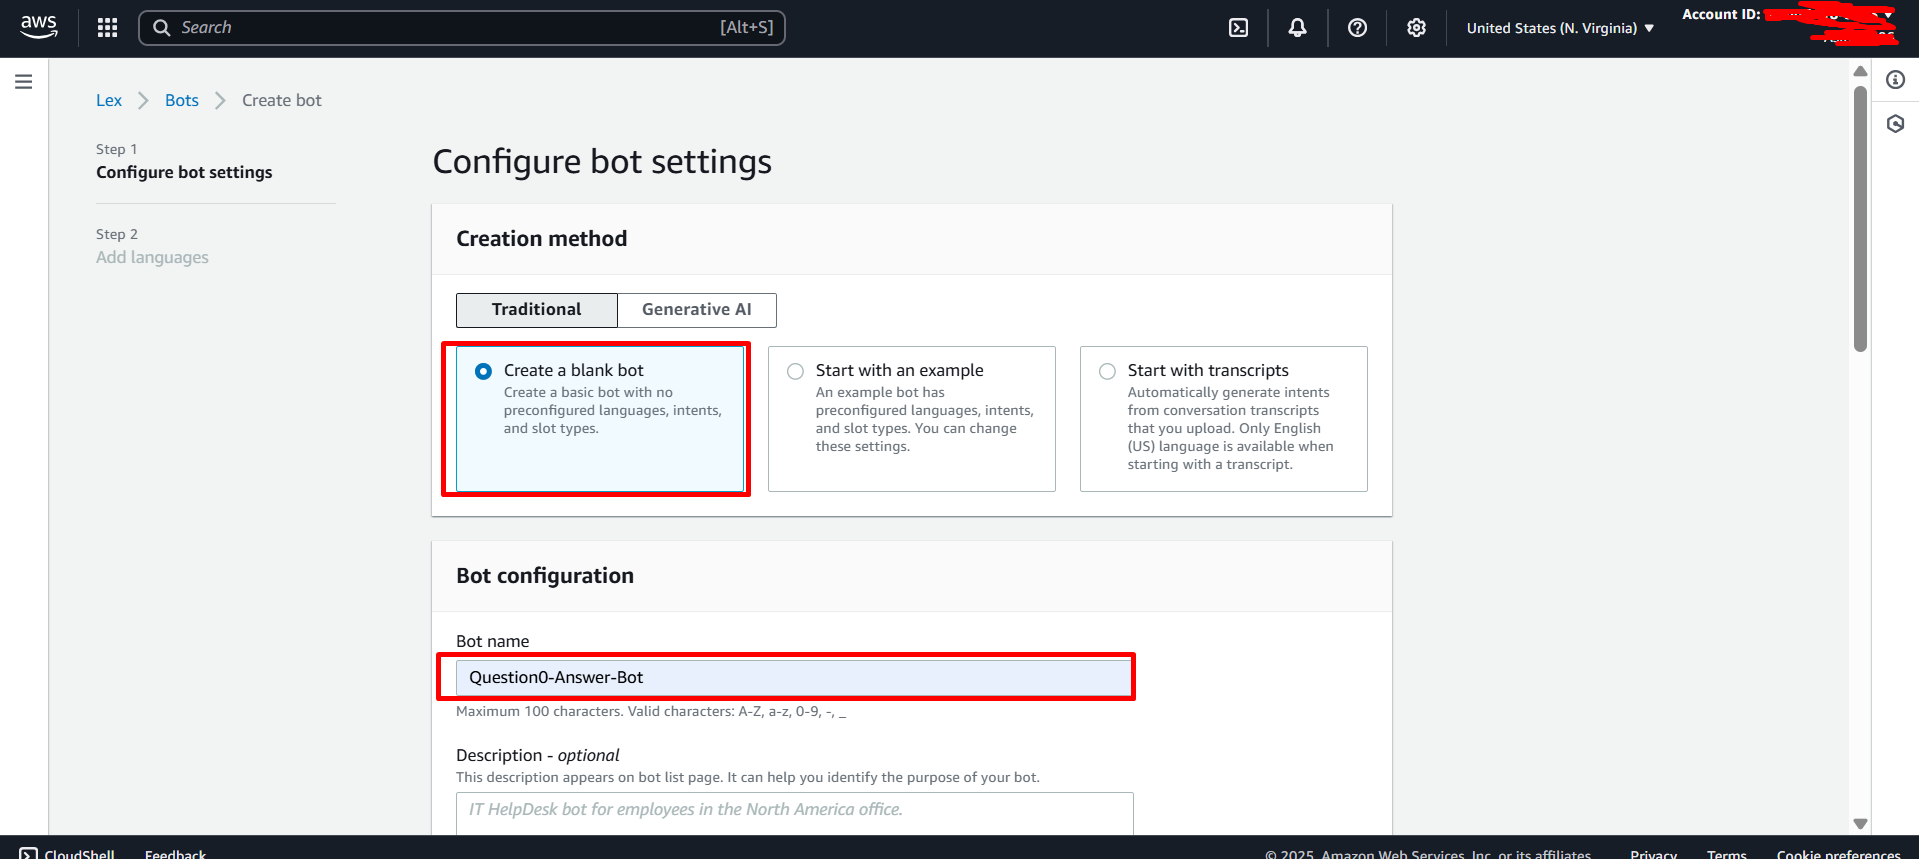 aws
Search
[Alt+S]
United States (N. Virginia)
Account ID:
Lex
Bots
Create bot
Step 1
Configure bot settings
Step 2
Add languages
Configure bot settings
Creation method
Traditional
Generative AI
Create a blank bot
Create a basic bot with no
preconfigured languages, intents,
and slot types.
Start with an example
An example bot has
preconfigured languages, intents,
and slot types. You can change
these settings.
Start with transcripts
Automatically generate intents
from conversation transcripts
that you upload. Only English
(US) language is available when
starting with a transcript.
Bot configuration
Bot name
Question0-Answer-Bot
Maximum 100 characters. Valid characters: A-Z, a-z, 0-9, -, _
Description - optional
This description appears on bot list page. It can help you identify the purpose of your bot.
IT HelpDesk bot for employees in the North America office.
CloudShell
Feedback
© 2025, Amazon Web Services, Inc. or its affiliates.
Privacy
Terms
Cookie preferences